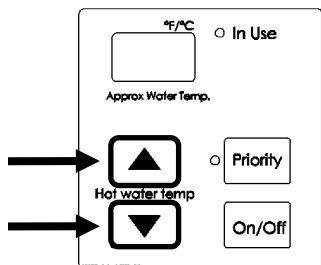 °F/°C
In Use
Approx Water Temp.
Priority
Hot water temp
On/Off